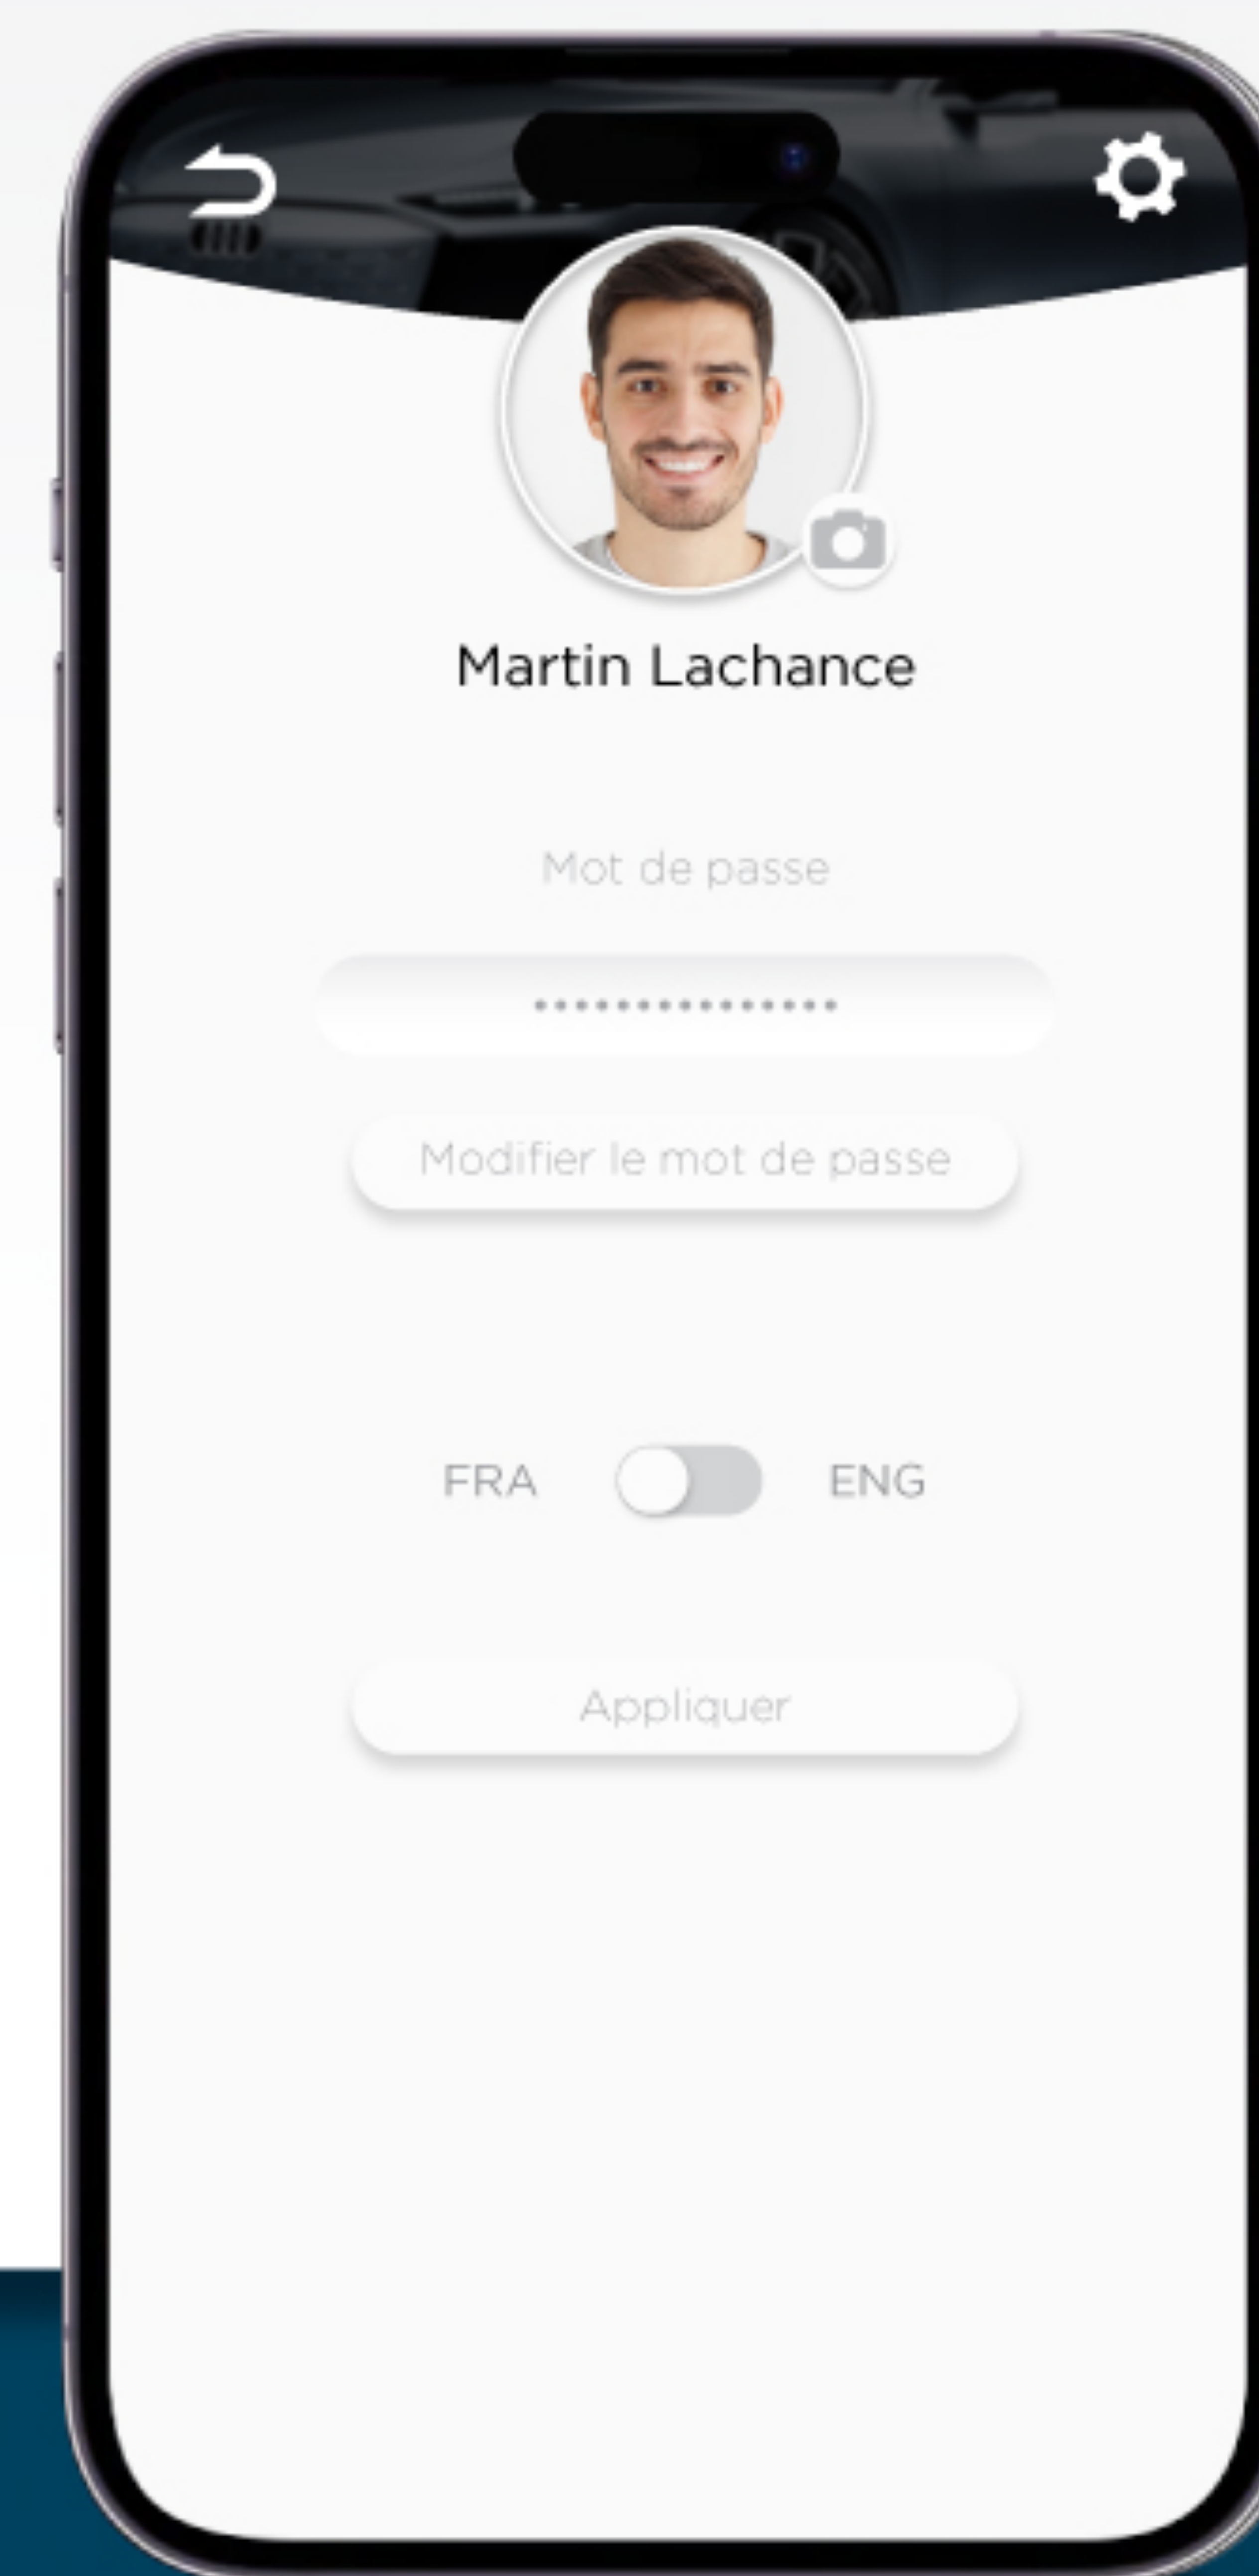 Martin Lachance
Mot de passe
•••••••••••••••
Modifier le mot de passe
FRA ENG
Appliquer